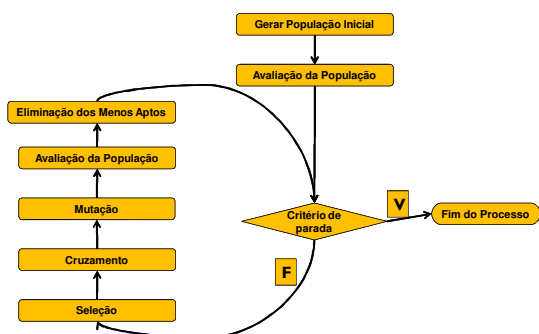 Gerar População Inicial
Avaliação da População
Eliminação dos Menos Aptos
Avaliação da População
Mutação
Cruzamento
Seleção
Critério de
parada
V
Fim do Processo
F